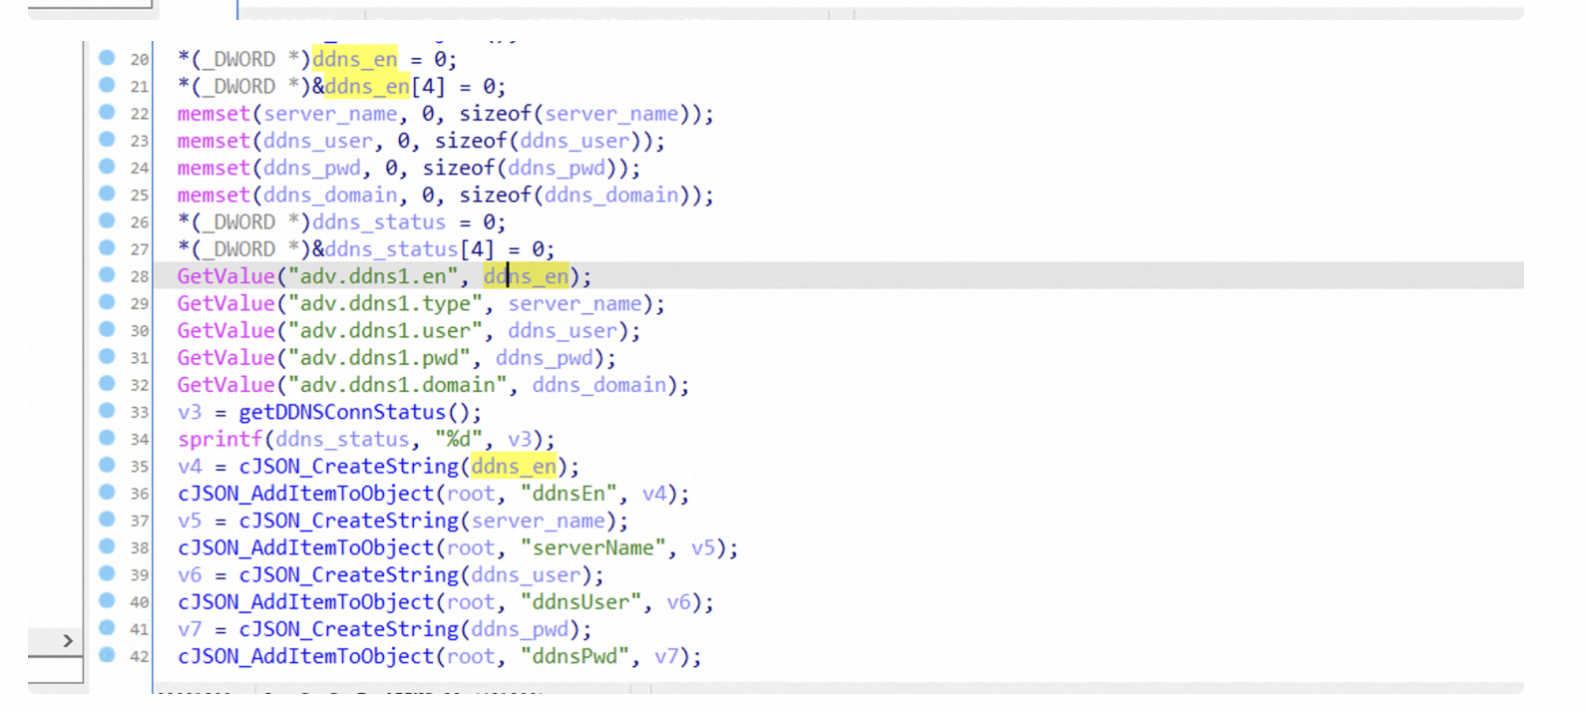 20 *(_DWORD *)ddns_en = 0;
21 *(_DWORD *)&ddns_en[4] = 0;
22 memset(server_name, 0, sizeof(server_name));
23 memset(ddns_user, 0, sizeof(ddns_user));
24 memset(ddns_pwd, 0, sizeof(ddns_pwd));
25 memset(ddns_domain, 0, sizeof(ddns_domain));
26 *(_DWORD *)ddns_status = 0;
27 *(_DWORD *)&ddns_status[4] = 0;
28 GetValue("adv.ddns1.en", ddns_en);
29 GetValue("adv.ddns1.type", server_name);
30 GetValue("adv.ddns1.user", ddns_user);
31 GetValue("adv.ddns1.pwd", ddns_pwd);
32 GetValue("adv.ddns1.domain", ddns_domain);
33 v3 = getDDNSConnStatus();
34 sprintf(ddns_status, "%d", v3);
35 v4 = cJSON_CreateString(ddns_en);
36 cJSON_AddItemToObject(root, "ddnsEn", v4);
37 v5 = cJSON_CreateString(server_name);
38 cJSON_AddItemToObject(root, "serverName", v5);
39 v6 = cJSON_CreateString(ddns_user);
40 cJSON_AddItemToObject(root, "ddnsUser", v6);
41 v7 = cJSON_CreateString(ddns_pwd);
42 cJSON_AddItemToObject(root, "ddnsPwd", v7);